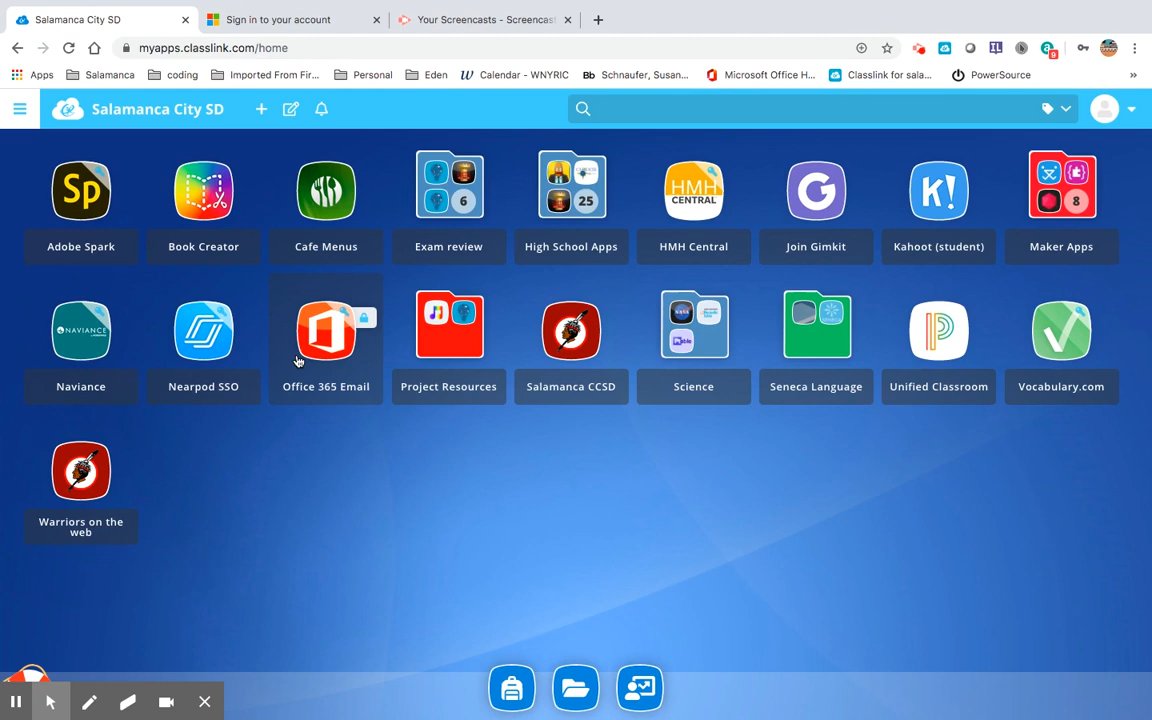 Salamanca City SD
Sign in to your account
Your Screencasts - Screencast
myapps.classlink.com/home
9
Apps Salamanca coding Imported From Fir... Personal Eden W Calendar - WNYRIC Bb Schnaufer, Susan... Microsoft Office H... Classlink for sala... PowerSource »
Salamanca City SD
Sp
6
25
HMH
CENTRAL
G
K!
8
Adobe Spark Book Creator Cafe Menus Exam review High School Apps HMH Central Join Gimkit Kahoot (student) Maker Apps
NAVIANCE
NASA
Naviance Nearpod SSO Office 365 Email Project Resources Salamanca CCSD Science Seneca Language Unified Classroom Vocabulary.com
Warriors on the
web